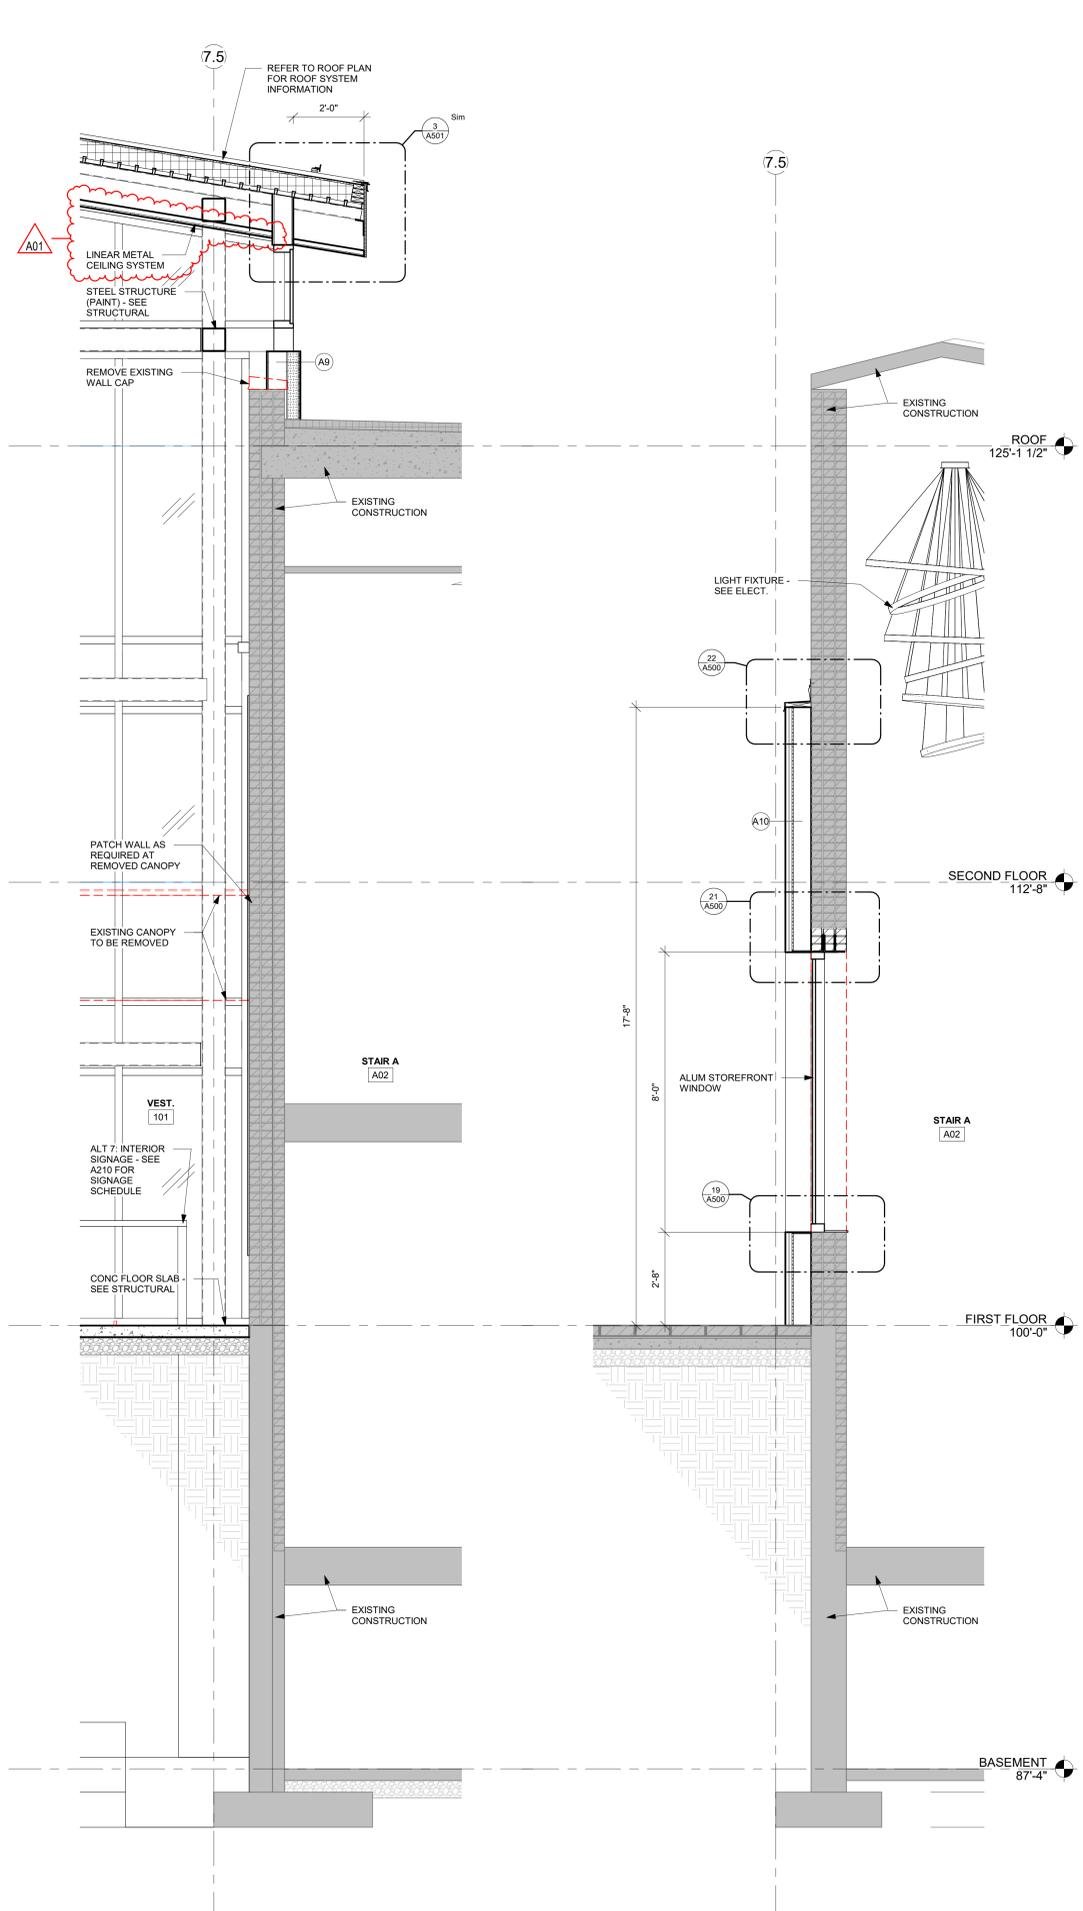 7.5
REFER TO ROOF PLAN
FOR ROOF SYSTEM
INFORMATION
2'-0"
3
A501
Sim
A01
LINEAR METAL
CEILING SYSTEM
STEEL STRUCTURE
(PAINT) - SEE
STRUCTURAL
A9
REMOVE EXISTING
WALL CAP
EXISTING
CONSTRUCTION
PATCH WALL AS
REQUIRED AT
REMOVED CANOPY
EXISTING CANOPY
TO BE REMOVED
STAIR A
A02
VEST.
101
ALT 7: INTERIOR
SIGNAGE - SEE
A210 FOR
SIGNAGE
SCHEDULE
CONC FLOOR SLAB -
SEE STRUCTURAL
EXISTING
CONSTRUCTION
7.5
EXISTING
CONSTRUCTION
ROOF
125'-1 1/2"
LIGHT FIXTURE -
SEE ELECT.
22
A500
A10
SECOND FLOOR
112'-8"
21
A500
17'-8"
8'-0"
ALUM STOREFRONT
WINDOW
STAIR A
A02
19
A500
2'-8"
FIRST FLOOR
100'-0"
EXISTING
CONSTRUCTION
BASEMENT
87'-4"